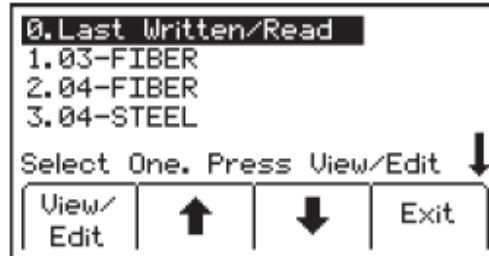 0.Last Written/Read
1.03-FIBER
2.04-FIBER
3.04-STEEL
Select One. Press View/Edit
View/
Edit
Exit